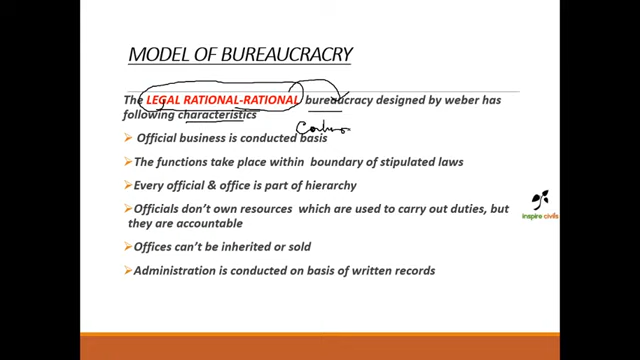 MODEL OF BUREAUCRACRY
The LEGAL RATIONAL-RATIONAL bureaucracy designed by weber has
following characteristics
Official business is conducted basis
The functions take place within boundary of stipulated laws
Every official & office is part of hierarchy
Officials don't own resources which are used to carry out duties, but
they are accountable
Offices can't be inherited or sold
Administration is conducted on basis of written records
inspire civils